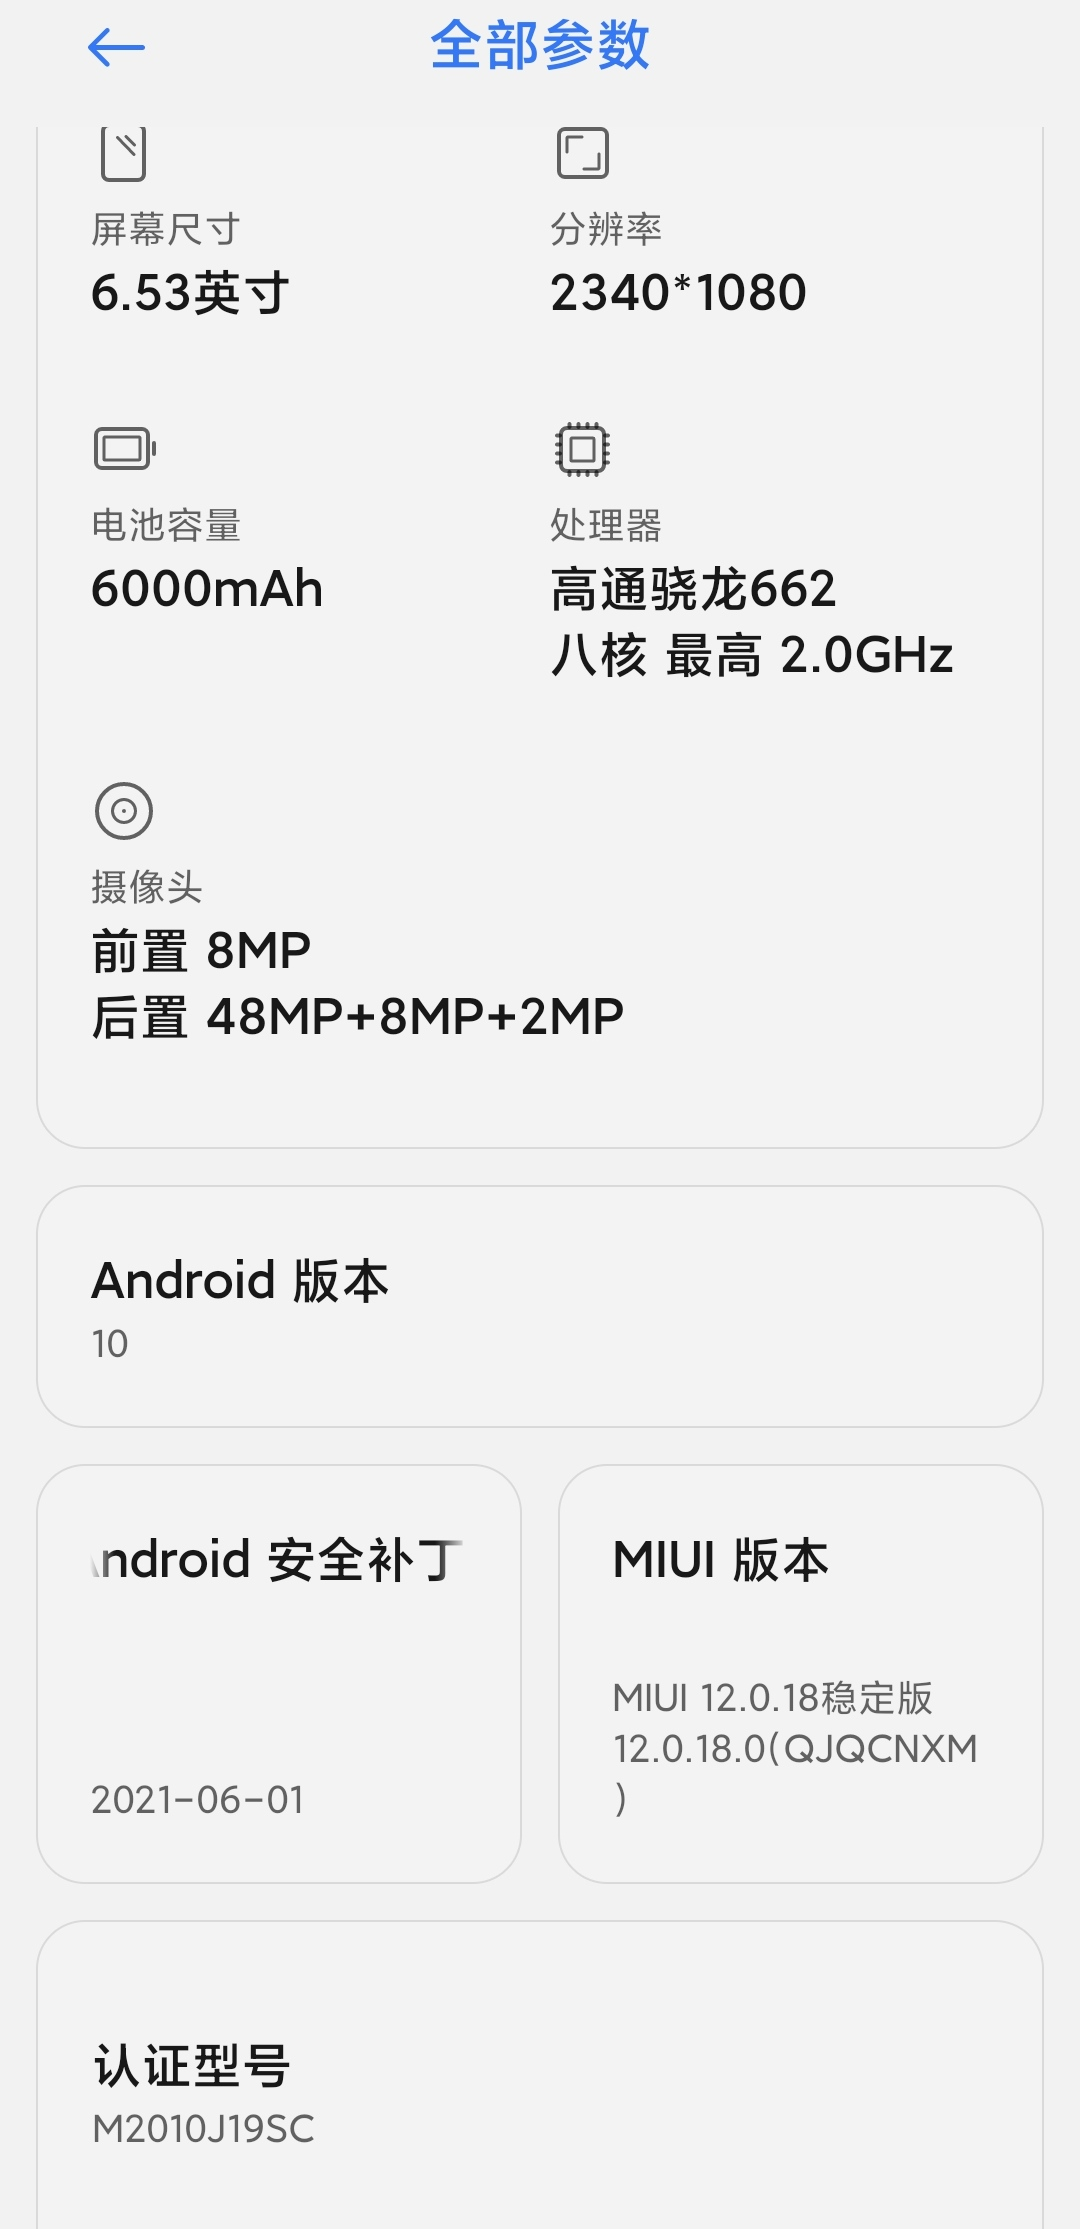 全部参数
屏幕尺寸
6.53英寸
分辨率
2340*1080
电池容量
6000mAh
处理器
高通骁龙662
八核 最高 2.0GHz
摄像头
前置 8MP
后置 48MP+8MP+2MP
Android 版本
10
Android 安全补丁
2021-06-01
MIUI 版本
MIUI 12.0.18稳定版
12.0.18.0(QJQCNXM
)
认证型号
M2010J19SC